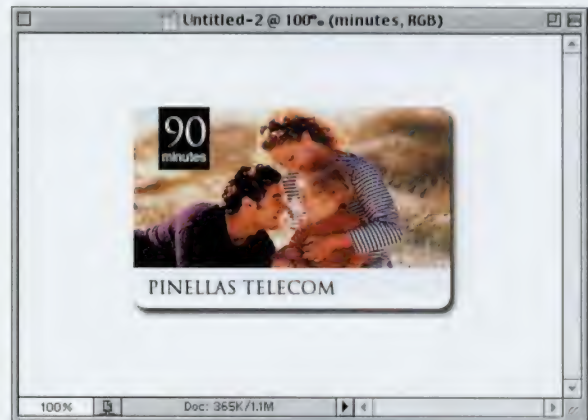 Untitled-2 @ 100% (minutes, RGB)
90
minutes
PINELLAS TELECOM
100%
Doc: 365K/1.1M